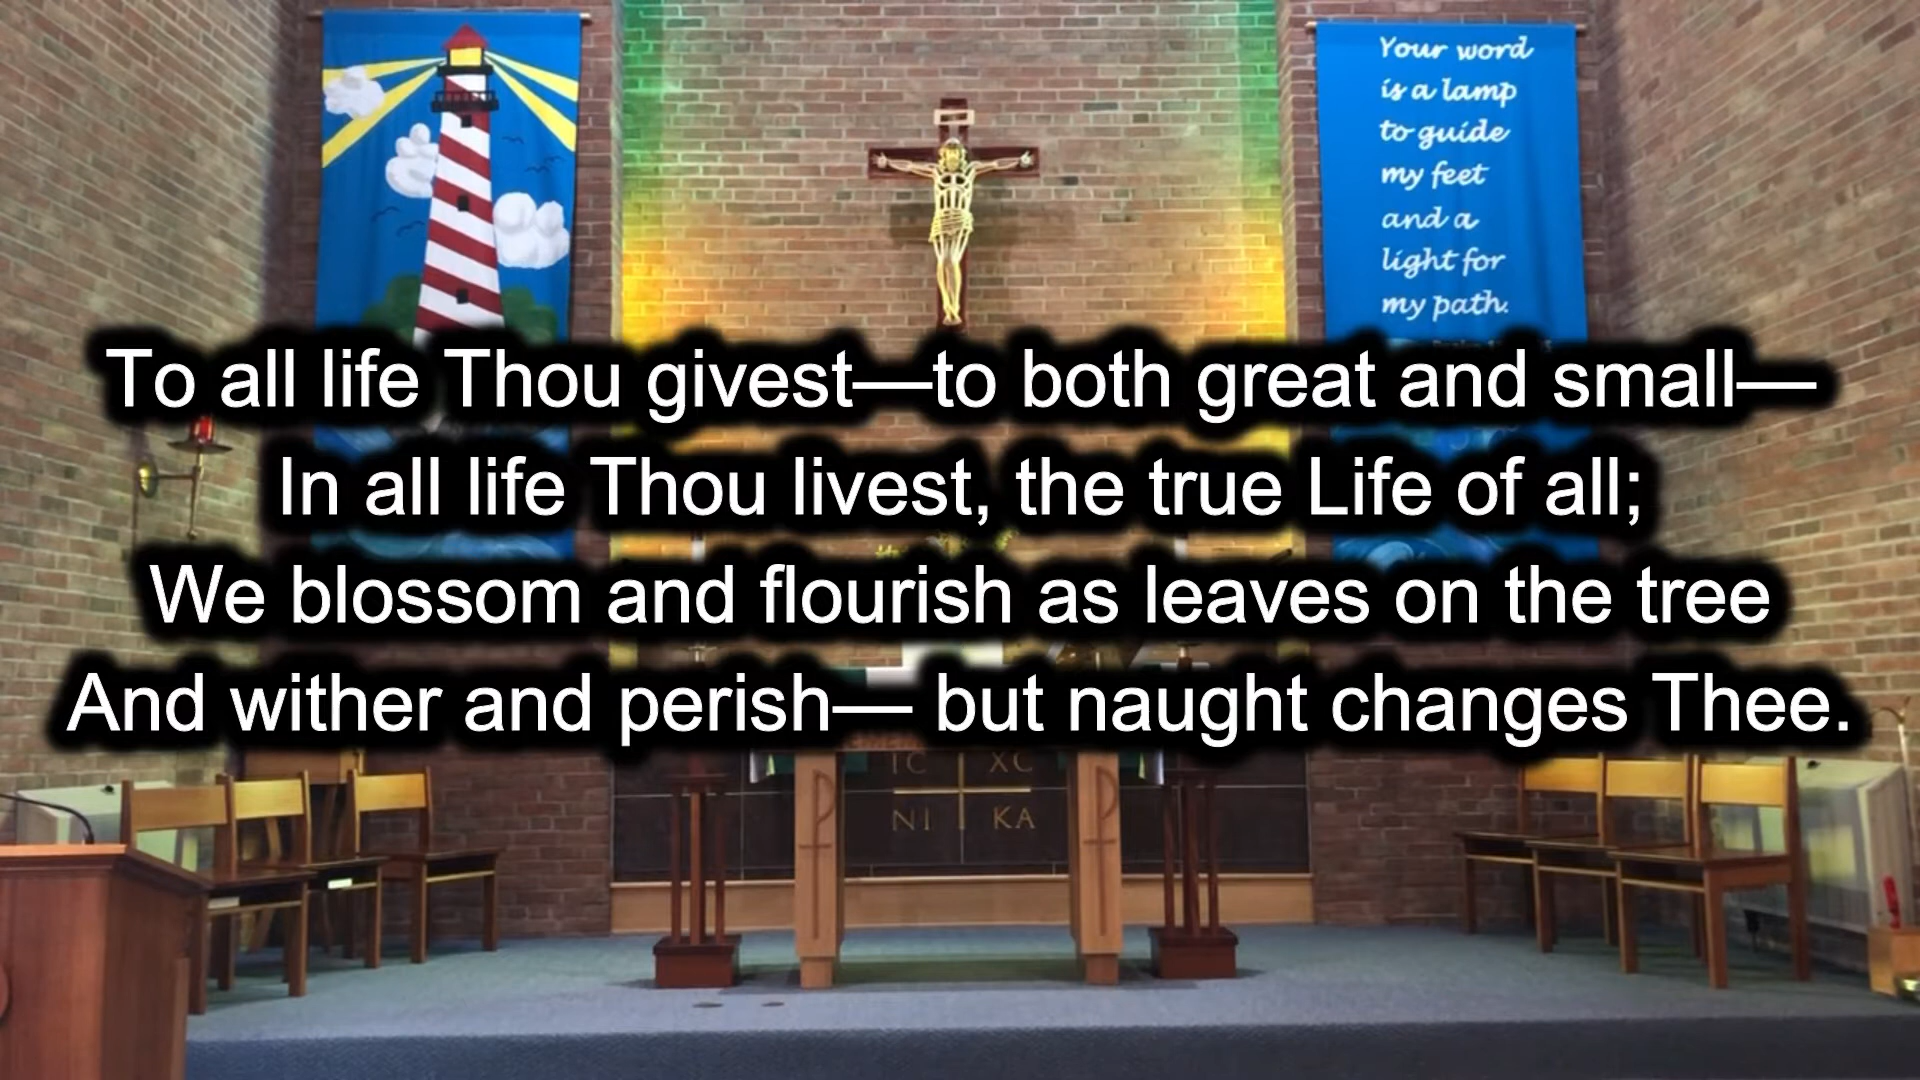 Your word
is a lamp
to guide
my feet
and a
light for
my path.
To all life Thou givest—to both great and small—
In all life Thou livest, the true Life of all;
We blossom and flourish as leaves on the tree
And wither and perish— but naught changes Thee.
IC XC
NI KA